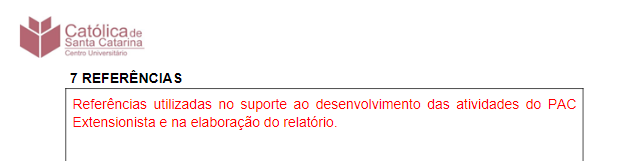 Católica de
Santa Catarina
Centro Universitário
7 REFERÊNCIAS
Referências utilizadas no suporte ao desenvolvimento das atividades do PAC
Extensionista e na elaboração do relatório.